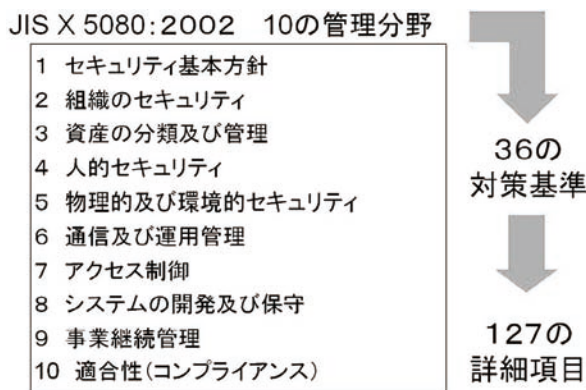 JIS X 5080:2002　10の管理分野
1 セキュリティ基本方針
2 組織のセキュリティ
3 資産の分類及び管理
4 人的セキュリティ
5 物理的及び環境的セキュリティ
6 通信及び運用管理
7 アクセス制御
8 システムの開発及び保守
9 事業継続管理
10 適合性(コンプライアンス)
36の
対策基準
127の
詳細項目